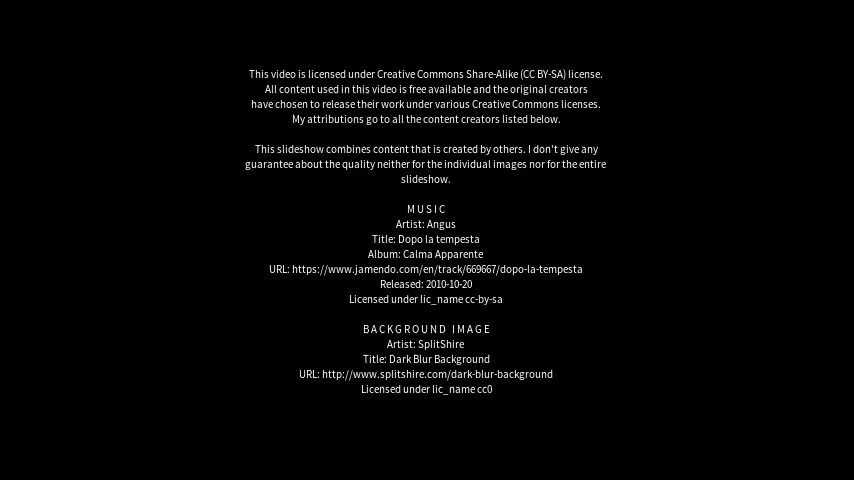 This video is licensed under Creative Commons Share-Alike (CC BY-SA) license.
All content used in this video is free available and the original creators
have chosen to release their work under various Creative Commons licenses.
My attributions go to all the content creators listed below.
This slideshow combines content that is created by others. I don't give any
guarantee about the quality neither for the individual images nor for the entire
slideshow.
MUSIC
Artist: Angus
Title: Dopo la tempesta
Album: Calma Apparente
URL: https://www.jamendo.com/en/track/669667/dopo-la-tempesta
Released: 2010-10-20
Licensed under lic_name cc-by-sa
BACKGROUND IMAGE
Artist: SplitShire
Title: Dark Blur Background
URL: http://www.splitshire.com/dark-blur-background
Licensed under lic_name cc0